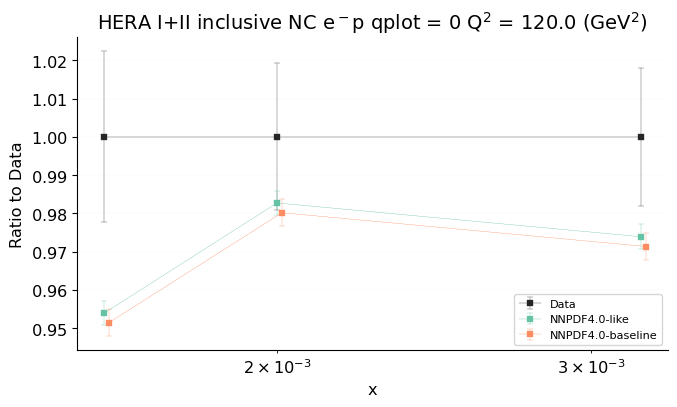 HERA I+II inclusive NC e⁻p qplot = 0 Q² = 120.0 (GeV²)
Ratio to Data
1.02
1.01
1.00
0.99
0.98
0.97
0.96
0.95
Data
NNPDF4.0-like
NNPDF4.0-baseline
2 × 10⁻³
3 × 10⁻³
x